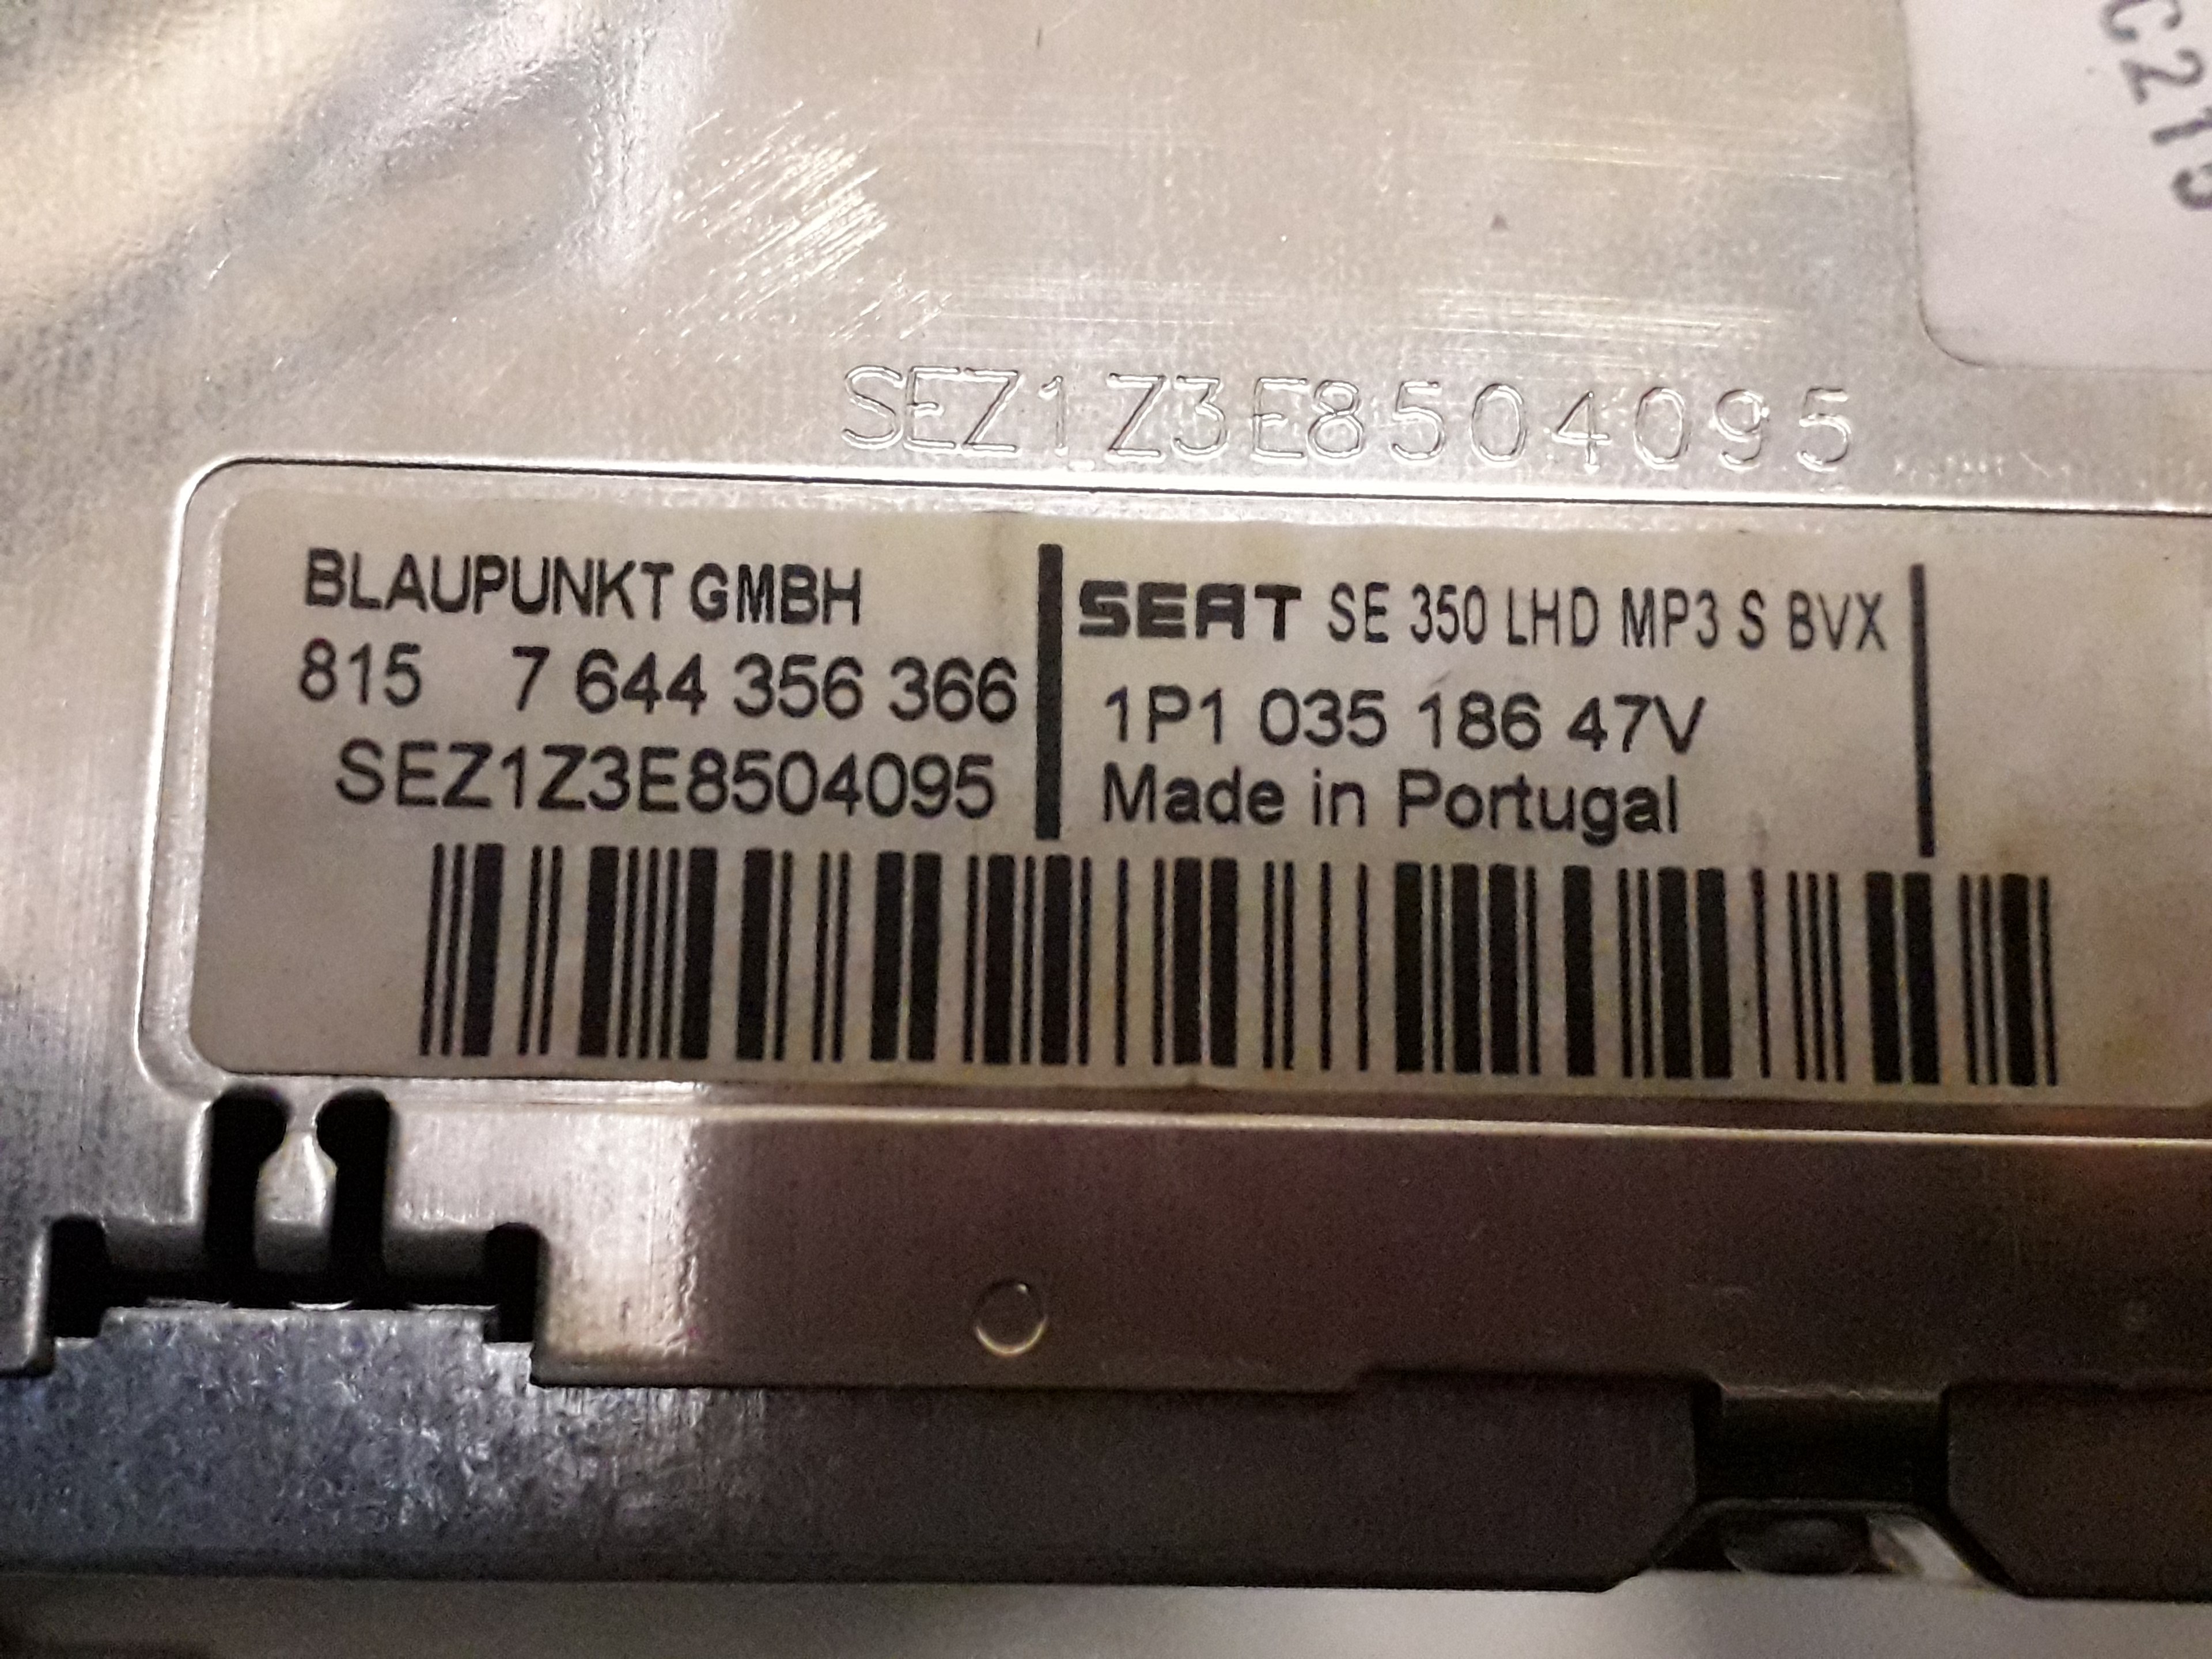 SEZ1Z3E8504095
BLAUPUNKT GMBH
815 7 644 356 366
SEZ1Z3E8504095
SEAT SE 350 LHD MP3 S BVX
1P1 035 186 47V
Made in Portugal